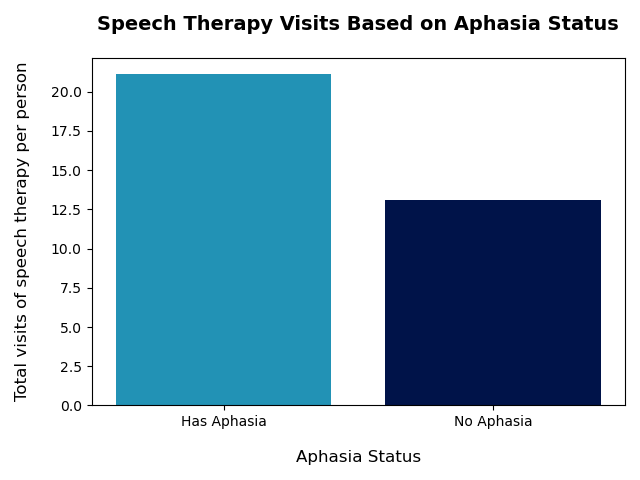 Speech Therapy Visits Based on Aphasia Status
Total visits of speech therapy per person
20.0
17.5
15.0
12.5
10.0
7.5
5.0
2.5
0.0
Has Aphasia
No Aphasia
Aphasia Status